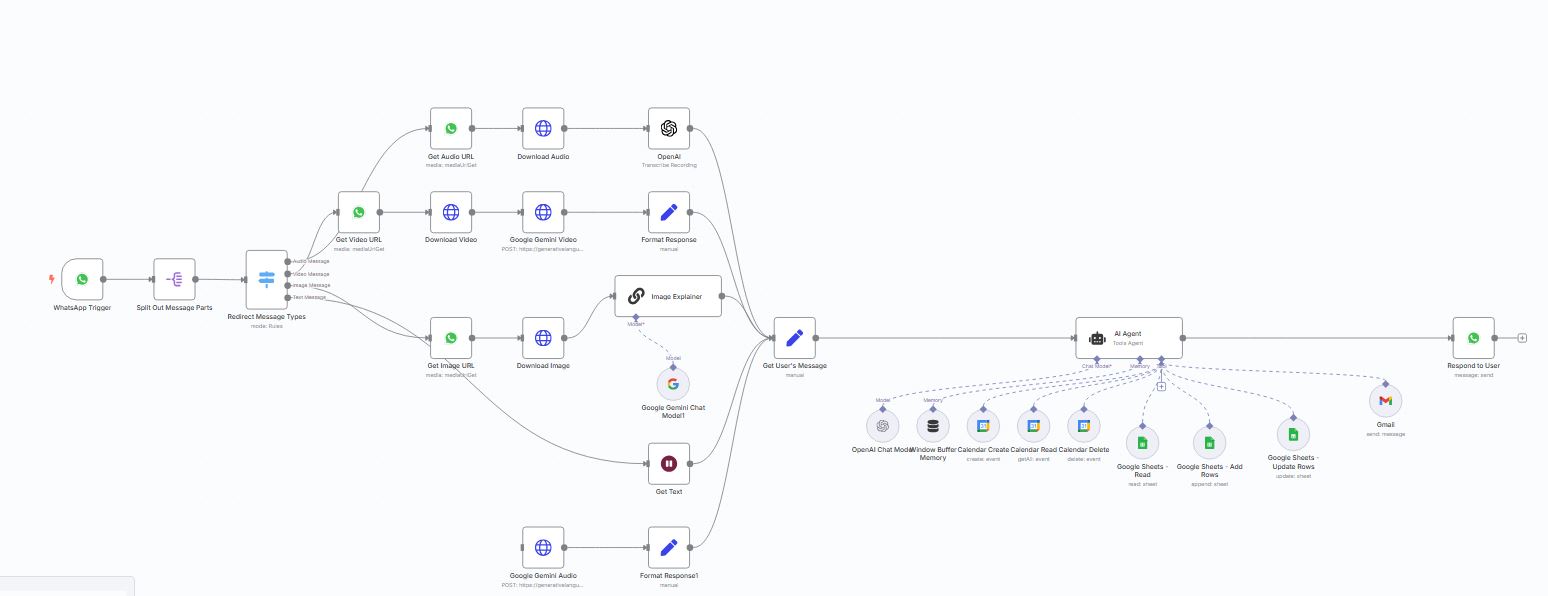 Get Audio URL
media: mediaUrlGet
Download Audio
OpenAI
Transcribe Recording
Get Video URL
media: mediaUrlGet
Download Video
Google Gemini Video
POST: https://generativelangu...
Format Response
manual
WhatsApp Trigger
Split Out Message Parts
Redirect Message Types
mode: Rules
Audio Message
Video Message
Image Message
Text Message
Image Explainer
Model*
Model
Google Gemini Chat
Model1
Get Image URL
media: mediaUrlGet
Download Image
Get User's Message
manual
AI Agent
Tools Agent
Chat Model*
Memory
Tool
Respond to User
message: send
Model
OpenAI Chat Model
Memory
Window Buffer
Memory
Calendar Create
create: event
Calendar Read
getAll: event
Calendar Delete
delete: event
Google Sheets -
Read
read: sheet
Google Sheets - Add
Rows
append: sheet
Google Sheets -
Update Rows
update: sheet
Gmail
send: message
Get Text
Google Gemini Audio
POST: https://generativelangu...
Format Response1
manual